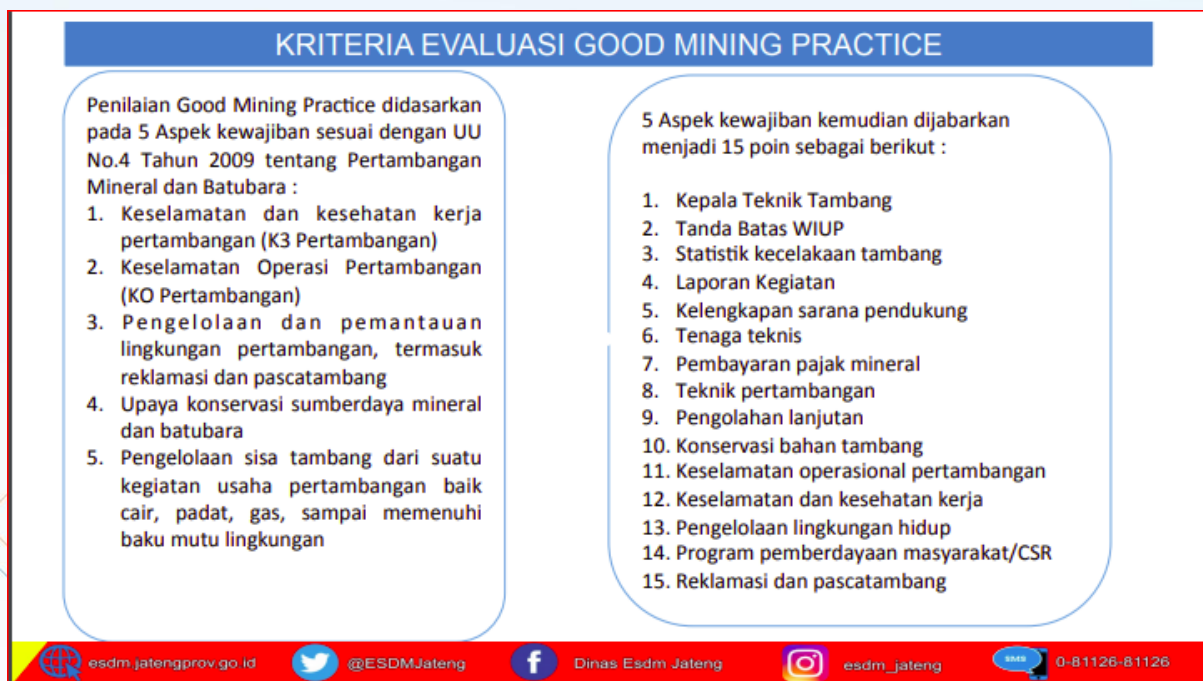 KRITERIA EVALUASI GOOD MINING PRACTICE
Penilaian Good Mining Practice didasarkan
pada 5 Aspek kewajiban sesuai dengan UU
No.4 Tahun 2009 tentang Pertambangan
Mineral dan Batubara :
1. Keselamatan dan kesehatan kerja
pertambangan (K3 Pertambangan)
2. Keselamatan Operasi Pertambangan
(KO Pertambangan)
3. Pengelolaan dan pemantauan
lingkungan pertambangan, termasuk
reklamasi dan pascatambang
4. Upaya konservasi sumberdaya mineral
dan batubara
5. Pengelolaan sisa tambang dari suatu
kegiatan usaha pertambangan baik
cair, padat, gas, sampai memenuhi
baku mutu lingkungan
5 Aspek kewajiban kemudian dijabarkan
menjadi 15 poin sebagai berikut :
1. Kepala Teknik Tambang
2. Tanda Batas WIUP
3. Statistik kecelakaan tambang
4. Laporan Kegiatan
5. Kelengkapan sarana pendukung
6. Tenaga teknis
7. Pembayaran pajak mineral
8. Teknik pertambangan
9. Pengolahan lanjutan
10. Konservasi bahan tambang
11. Keselamatan operasional pertambangan
12. Keselamatan dan kesehatan kerja
13. Pengelolaan lingkungan hidup
14. Program pemberdayaan masyarakat/CSR
15. Reklamasi dan pascatambang
esdm.jatengprov.go.id
@ESDMJateng
Dinas Esdm Jateng
esdm_jateng
SMS
0-81126-81126